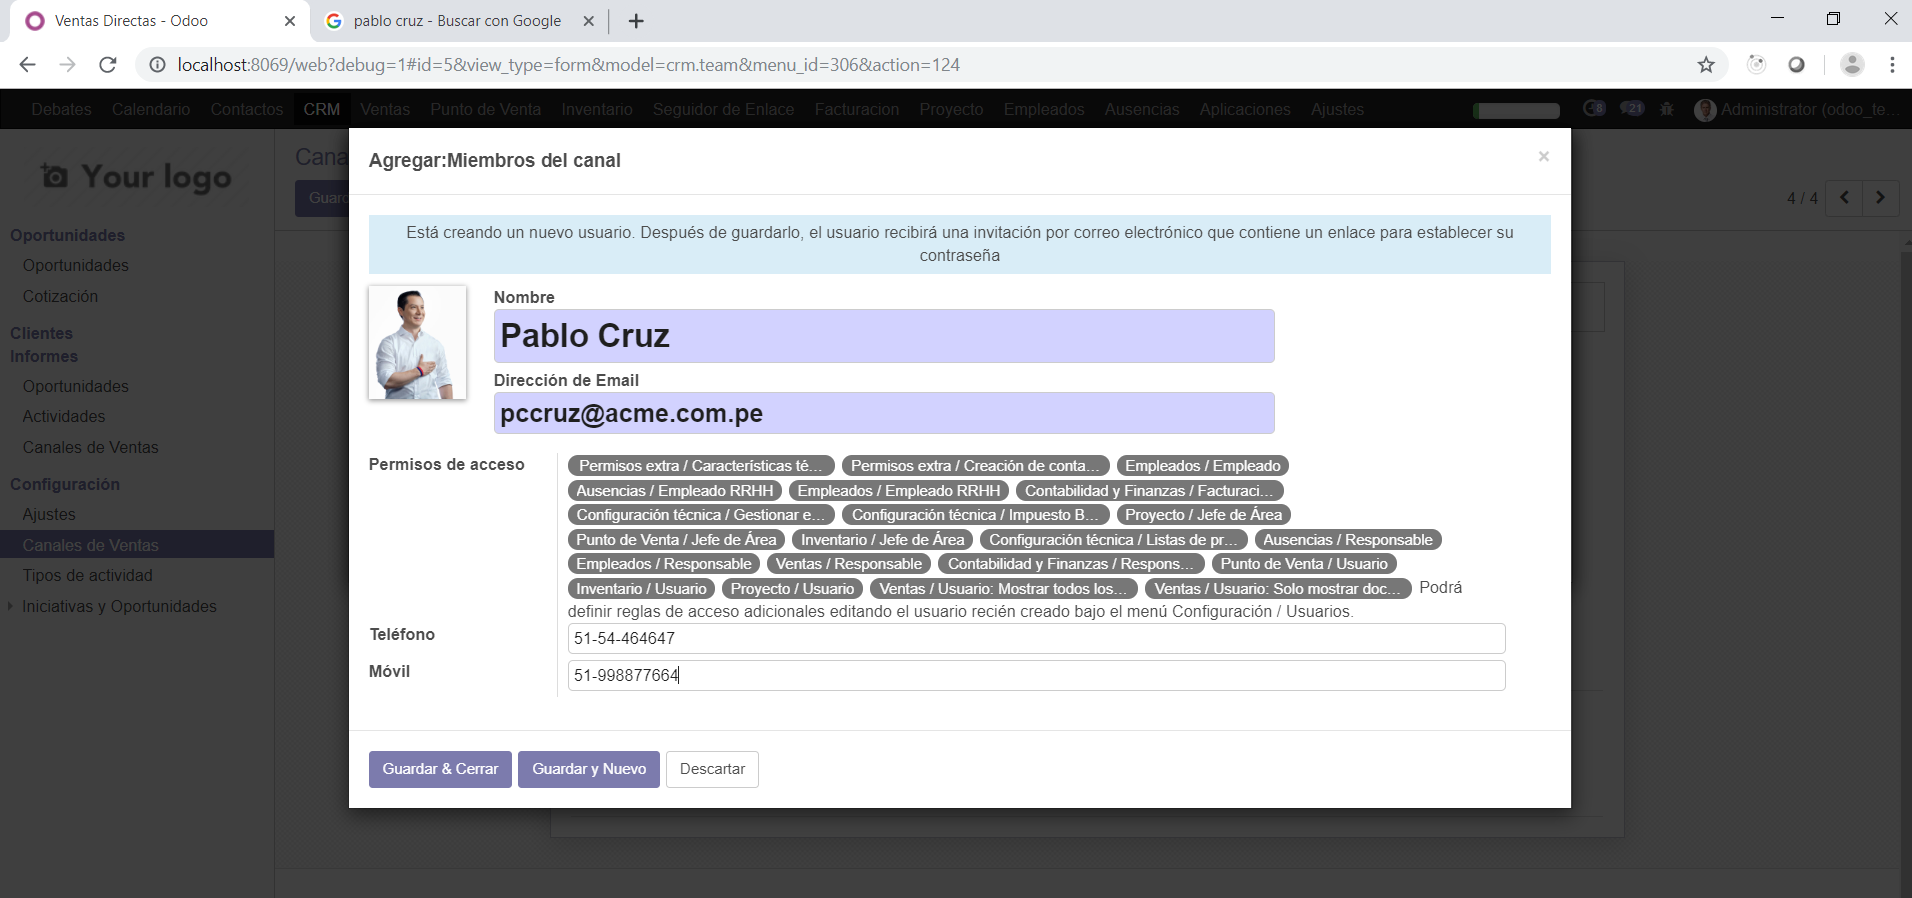 Ventas Directas - Odoo
pablo cruz - Buscar con Google
localhost:8069/web?debug=1#id=5&view_type=form&model=crm.team&menu_id=306&action=124
Debates Calendario Contactos CRM Ventas Punto de Venta Inventario Seguidor de Enlace Facturacion Proyecto Empleados Ausencias Aplicaciones Ajustes 8 21 Administrator (odoo_te...
Your logo
Oportunidades
Oportunidades
Cotización
Clientes
Informes
Oportunidades
Actividades
Canales de Ventas
Configuración
Ajustes
Canales de Ventas
Tipos de actividad
Iniciativas y Oportunidades
Cana
Guard
4 / 4
Agregar:Miembros del canal
Está creando un nuevo usuario. Después de guardarlo, el usuario recibirá una invitación por correo electrónico que contiene un enlace para establecer su
contraseña
Nombre
Pablo Cruz
Dirección de Email
pccruz@acme.com.pe
Permisos de acceso
Permisos extra / Características té... Permisos extra / Creación de conta... Empleados / Empleado
Ausencias / Empleado RRHH Empleados / Empleado RRHH Contabilidad y Finanzas / Facturaci...
Configuración técnica / Gestionar e... Configuración técnica / Impuesto B... Proyecto / Jefe de Área
Punto de Venta / Jefe de Área Inventario / Jefe de Área Configuración técnica / Listas de pr... Ausencias / Responsable
Empleados / Responsable Ventas / Responsable Contabilidad y Finanzas / Respons... Punto de Venta / Usuario
Inventario / Usuario Proyecto / Usuario Ventas / Usuario: Mostrar todos los... Ventas / Usuario: Solo mostrar doc... Podrá
definir reglas de acceso adicionales editando el usuario recién creado bajo el menú Configuración / Usuarios.
Teléfono
51-54-464647
Móvil
51-998877664
Guardar & Cerrar Guardar y Nuevo Descartar